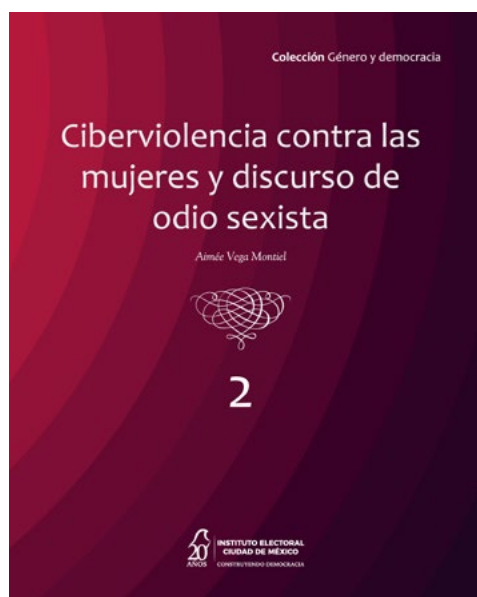 Colección Género y democracia
Ciberviolencia contra las
mujeres y discurso de
odio sexista
Aimée Vega Montiel
2
20
AÑOS
INSTITUTO ELECTORAL
CIUDAD DE MÉXICO
CONSTRUYENDO DEMOCRACIA